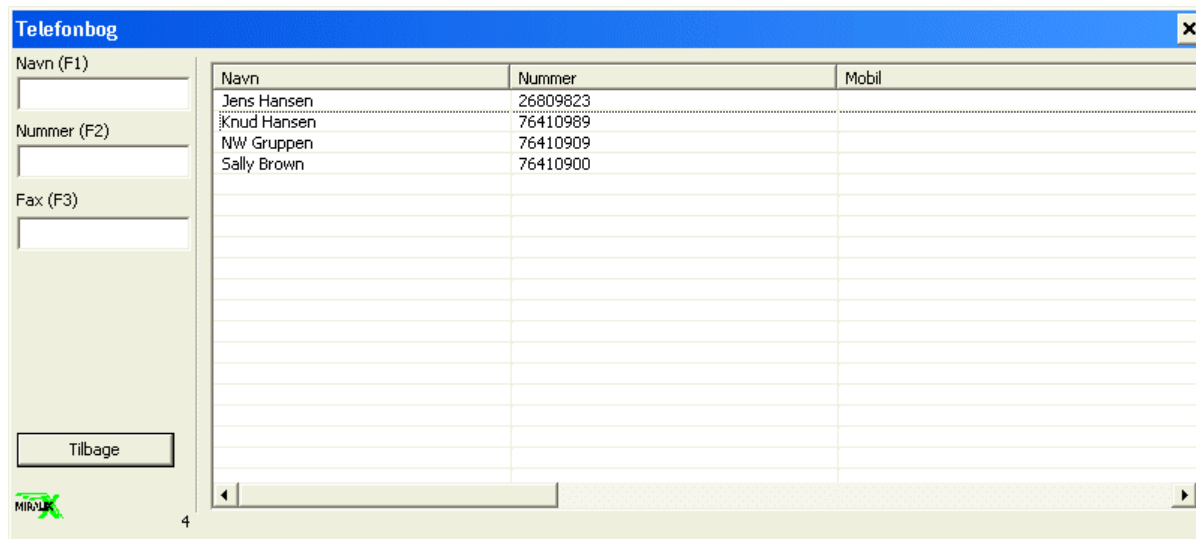 Telefonbog
Navn (F1)
Nummer (F2)
Fax (F3)
Tilbage
MIRALIX
4
Navn Nummer Mobil
Jens Hansen 26809823
Knud Hansen 76410989
NW Gruppen 76410909
Sally Brown 76410900